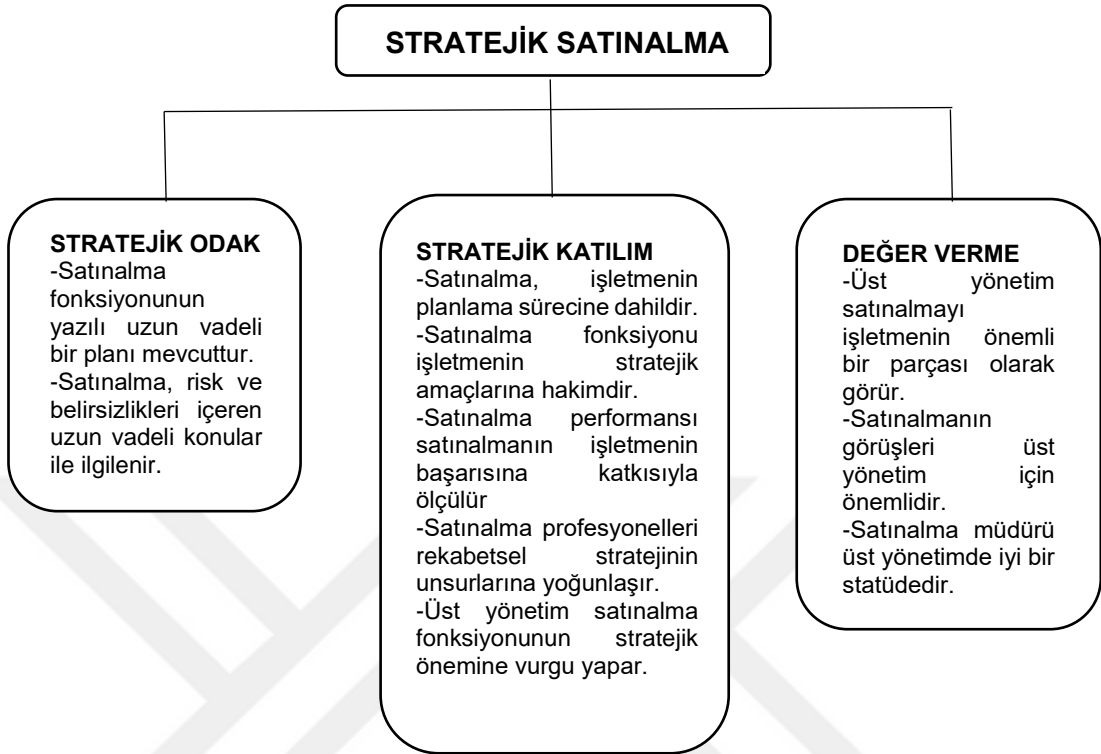 STRATEJİK SATINALMA
STRATEJİK ODAK
-Satınalma
fonksiyonunun
yazılı uzun vadeli
bir planı mevcuttur.
-Satınalma, risk ve
belirsizlikleri içeren
uzun vadeli konular
ile ilgilenir.
STRATEJİK KATILIM
-Satınalma, işletmenin
planlama sürecine dahildir.
-Satınalma fonksiyonu
işletmenin stratejik
amaçlarına hakimdir.
-Satınalma performansı
satınalmanın işletmenin
başarısına katkısıyla
ölçülür
-Satınalma profesyonelleri
rekabetsel stratejinin
unsurlarına yoğunlaşır.
-Üst yönetim satınalma
fonksiyonunun stratejik
önemine vurgu yapar.
DEĞER VERME
-Üst yönetim
satınalmayı
işletmenin önemli
bir parçası olarak
görür.
-Satınalmanın
görüşleri üst
yönetim için
önemlidir.
-Satınalma müdürü
üst yönetimde iyi bir
statüdedir.